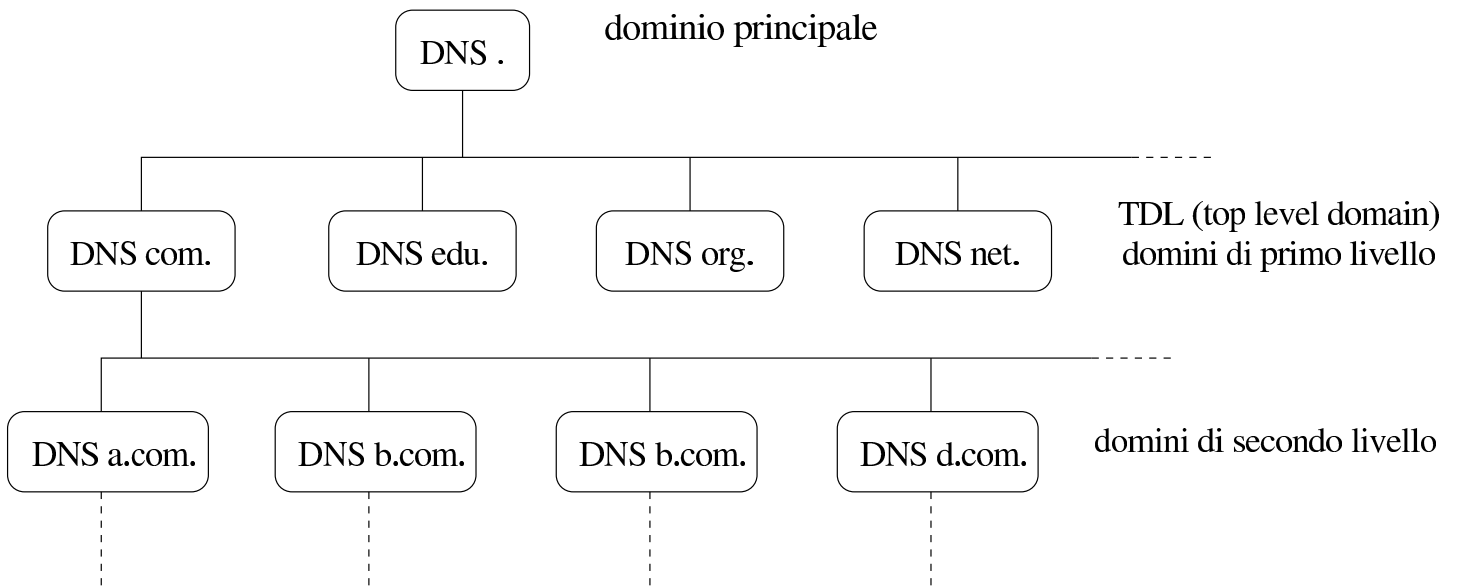 DNS .
dominio principale
DNS com.
DNS edu.
DNS org.
DNS net.
TDL (top level domain)
domini di primo livello
DNS a.com.
DNS b.com.
DNS b.com.
DNS d.com.
domini di secondo livello